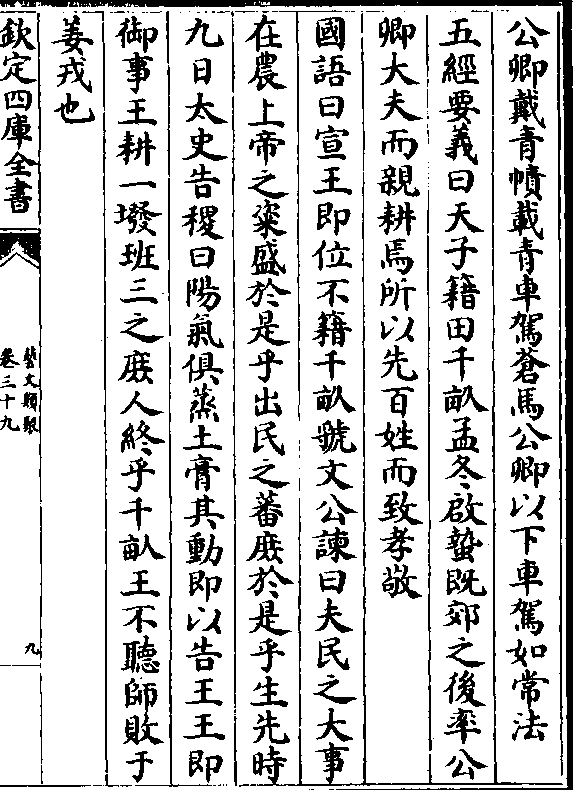 公卿戴青幘載青車駕蒼馬公卿以下車駕如常法
五經要義曰天子籍田千畝孟冬啟蟄既郊之後率公
卿大夫而親耕焉所以先百姓而致孝敬
國語曰宣王即位不籍千畝虢文公諫曰夫民之大事
在農上帝之粢盛於是乎出民之蕃庶於是乎生先時
九日太史告稷曰陽氣俱蒸土膏其動即以告王王即
御事王耕一墢班三之庶人終乎千畝王不聽師敗于
姜戎也
欽定四庫全書
藝文類聚
卷三十九
九